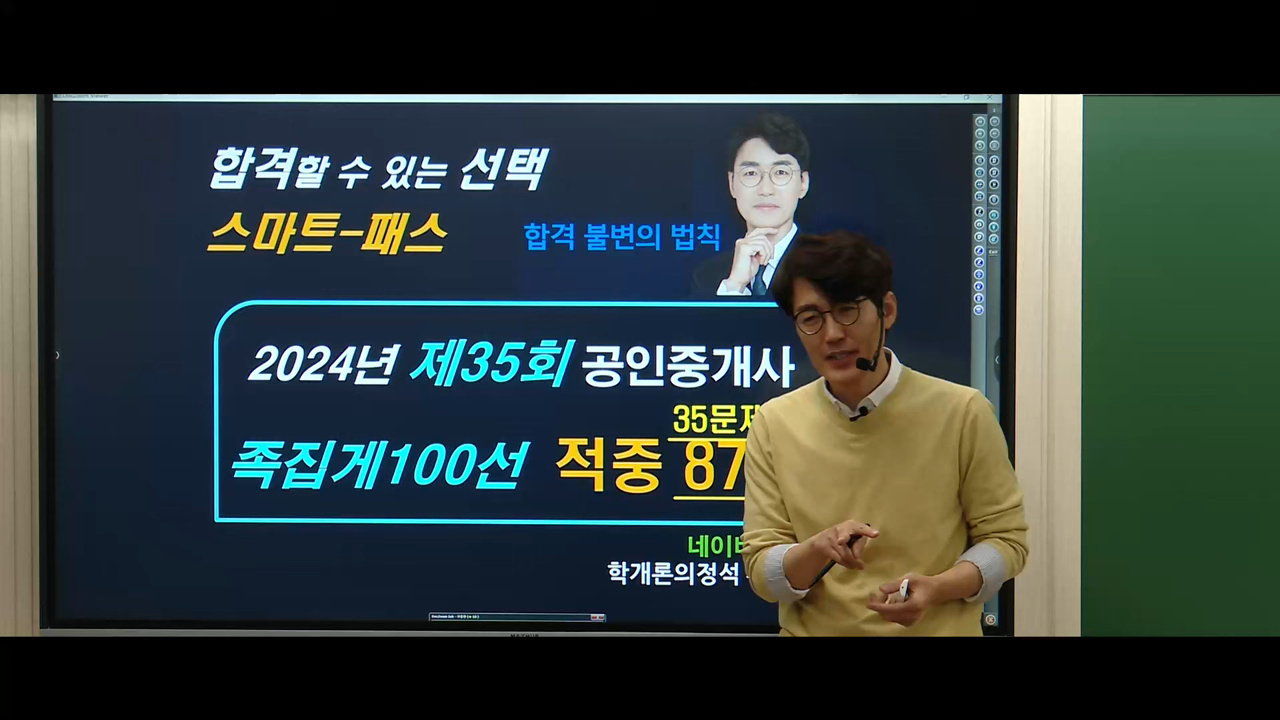 합격할 수 있는 선택
스마트-패스
합격 불변의 법칙
2024년 제35회 공인중개사
35문제
족집게100선 적중 87
네이버
학개론의정석